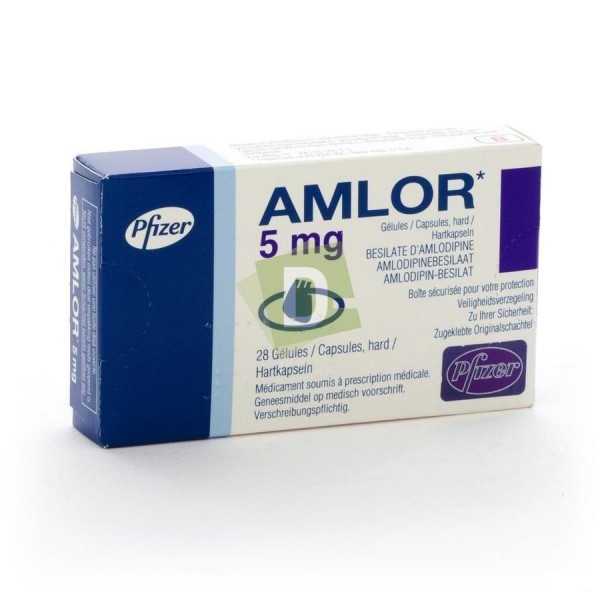 Pfizer
AMLOR*
5 mg
Gélules / Capsules, hard /
Hartkapseln
BESILATE D'AMLODIPINE
AMLODIPINEBESILAAT
AMLODIPIN-BESILAT
Boîte sécurisée pour votre protection
Veiligheidsverzegeling
Zu Ihrer Sicherheit:
Zugeklebte Originalschachtel
D
28 Gélules / Capsules, hard /
Hartkapseln
Médicament soumis à prescription médicale.
Geneesmiddel op medisch voorschrift.
Verschreibungspflichtig.
Pfizer
AMLOR* 5 mg
B